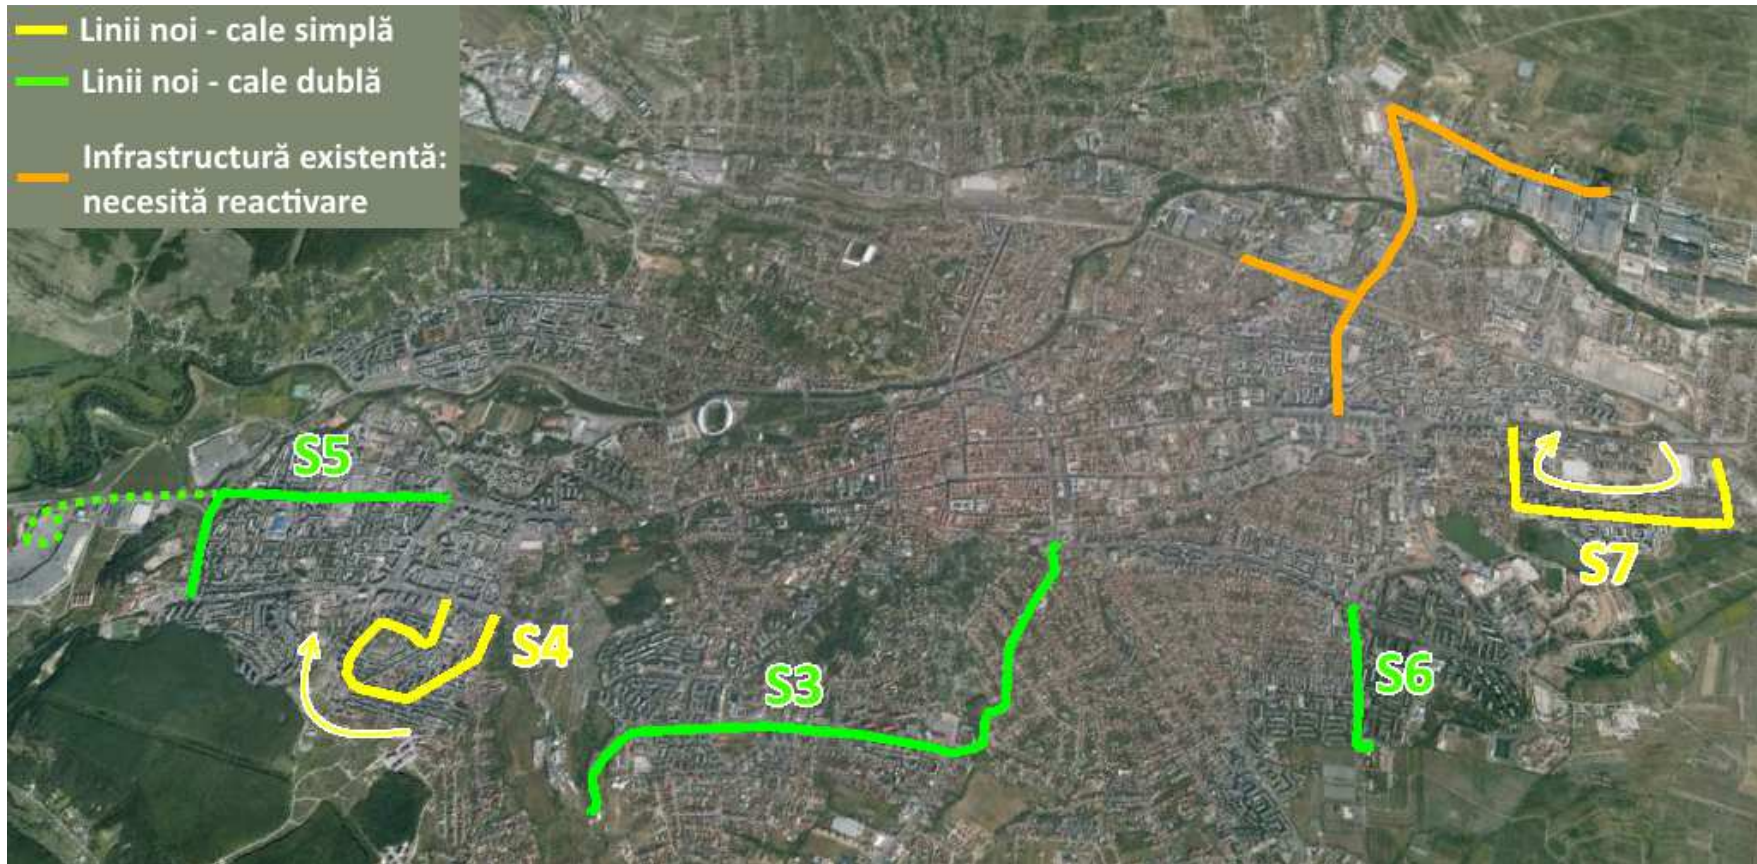 Linii noi - cale simplă
Linii noi - cale dublă
Infrastructură existentă:
necesită reactivare
S5
S7
S4
S3
S6